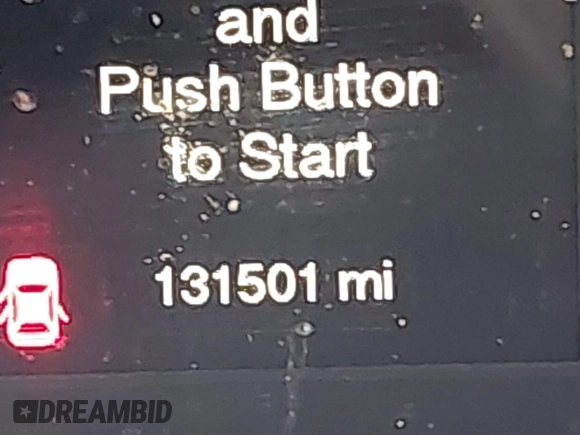 and
Push Button
to Start
131501 mi
DREAMBID